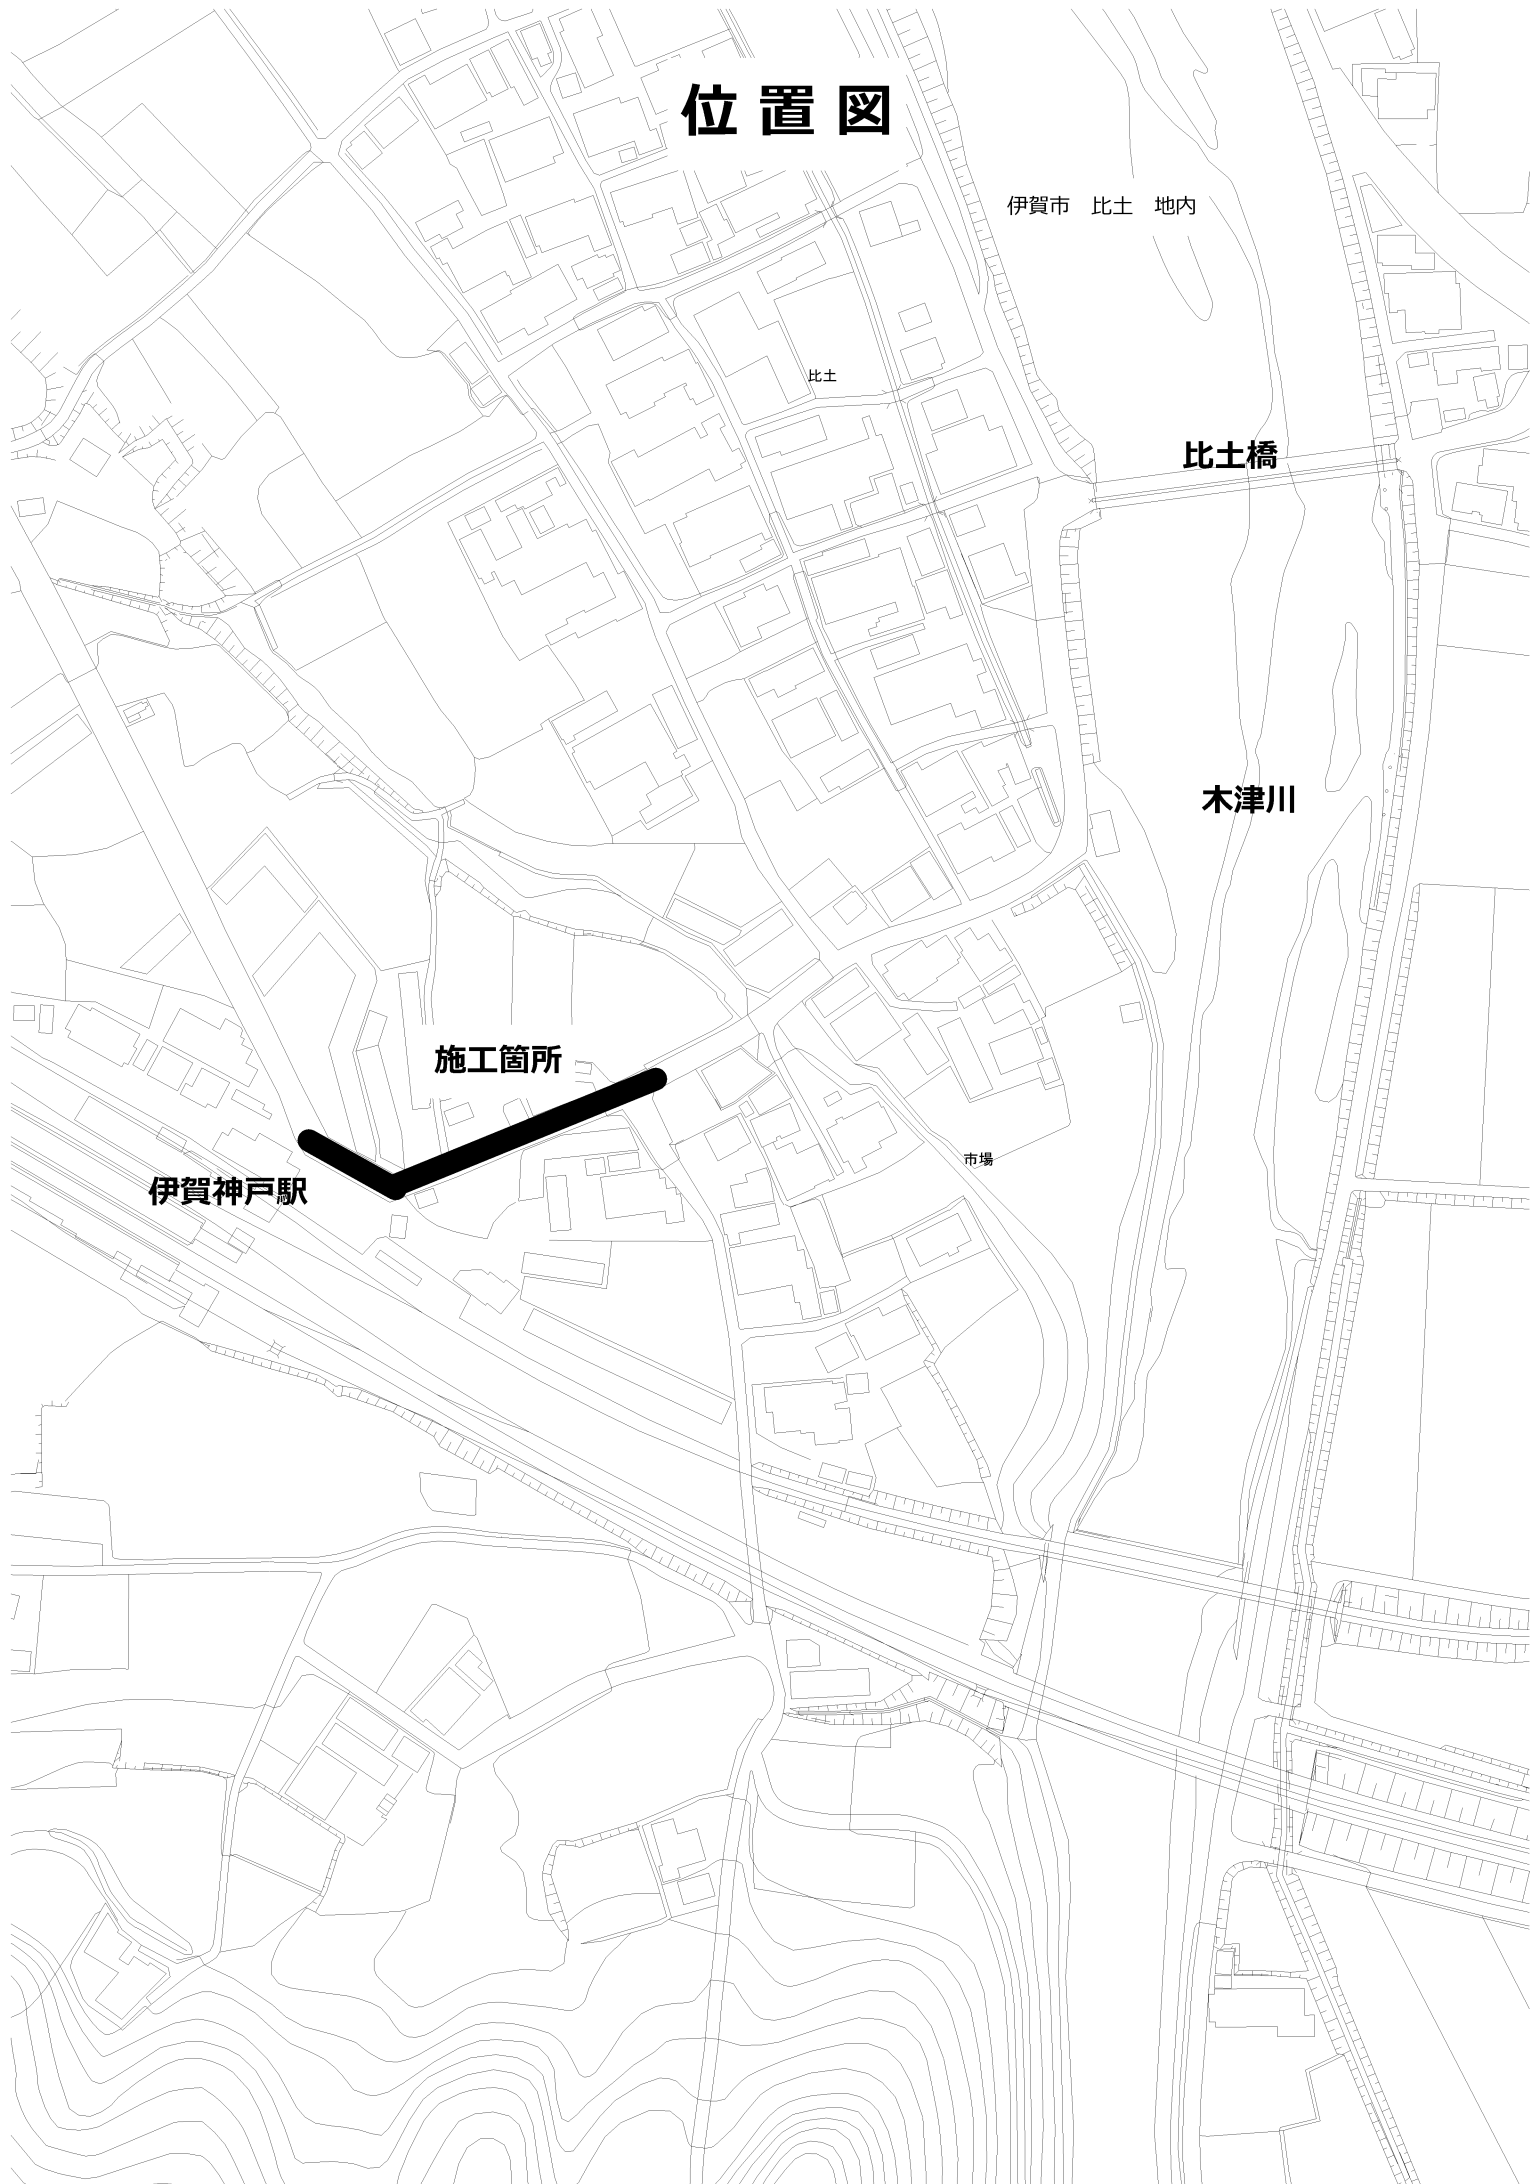 位置図
伊賀市　比土　地内
比土
比土橋
木津川
施工箇所
市場
伊賀神戸駅